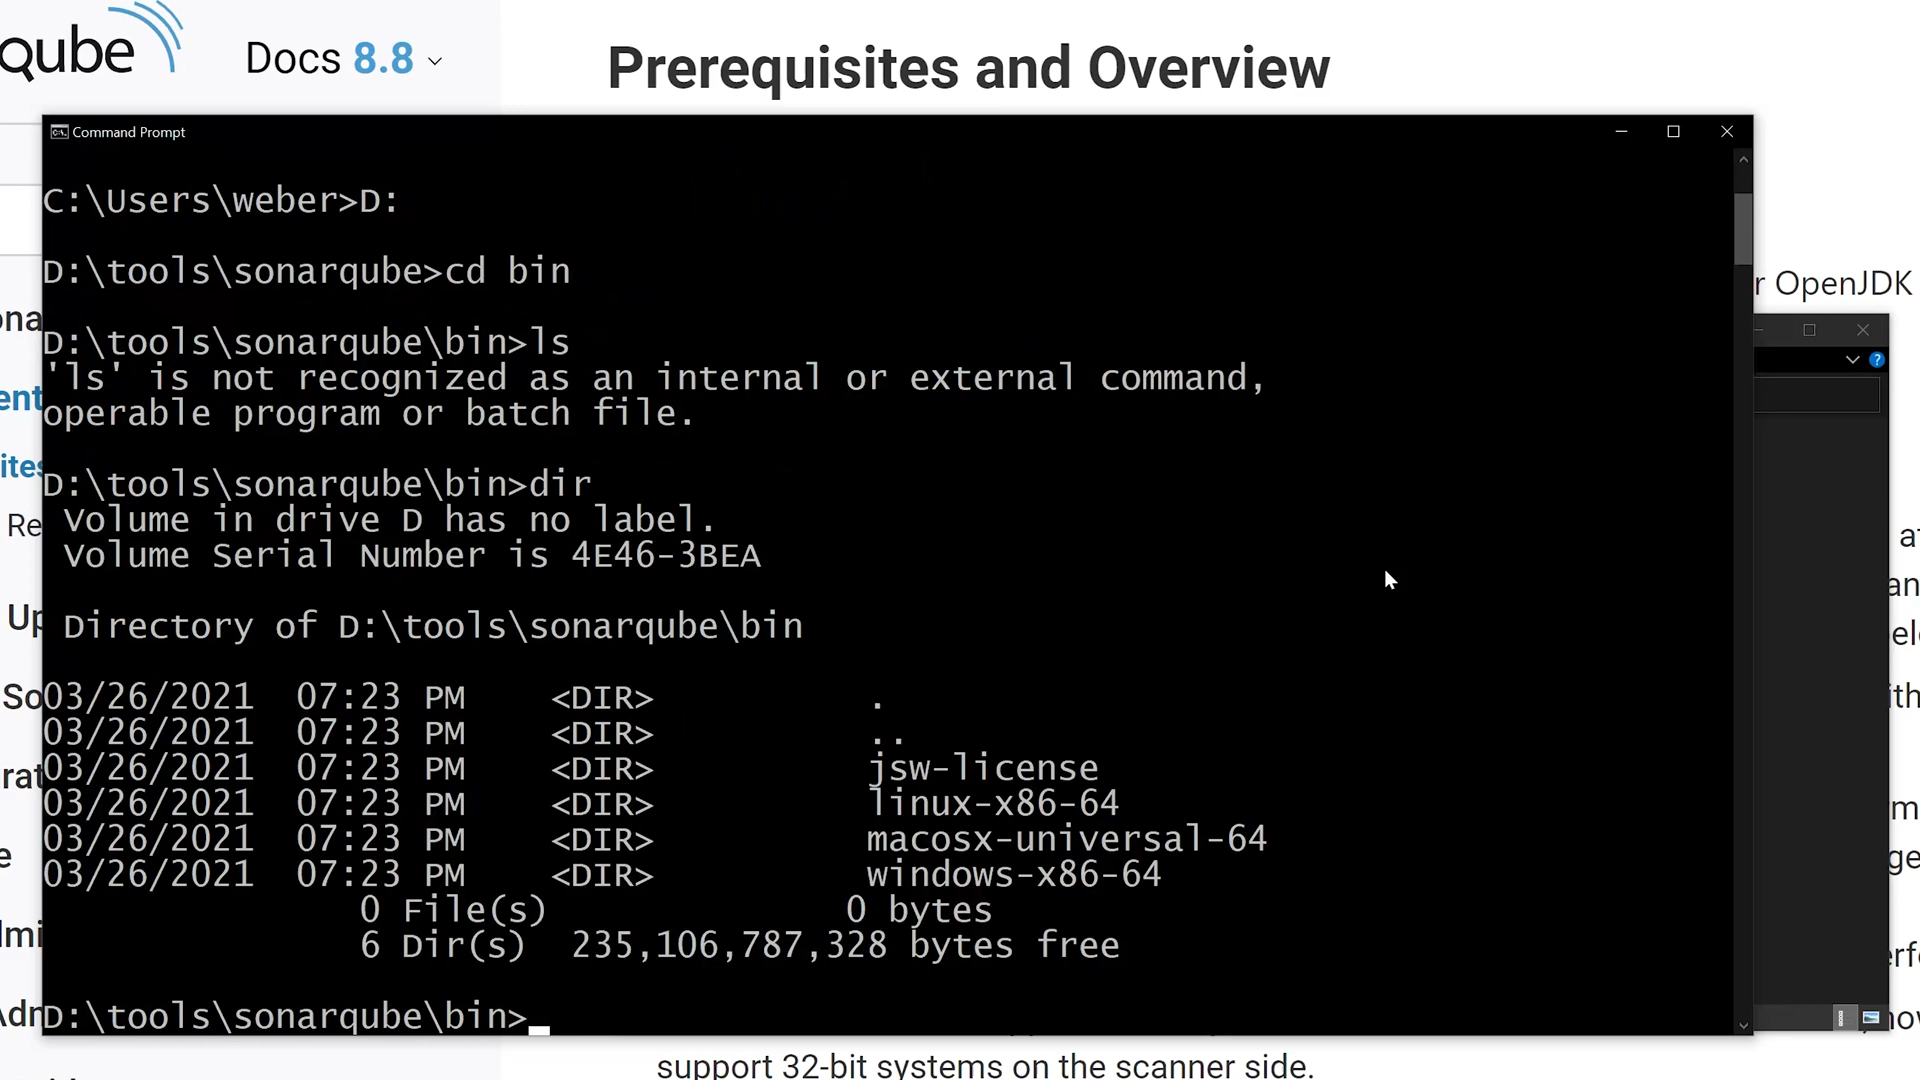 qube
Docs 8.8
Prerequisites and Overview
Command Prompt
C:\Users\weber>D:
D:\tools\sonarqube>cd bin
D:\tools\sonarqube\bin>ls
'ls' is not recognized as an internal or external command,
operable program or batch file.
D:\tools\sonarqube\bin>dir
Volume in drive D has no label.
Volume Serial Number is 4E46-3BEA
Directory of D:\tools\sonarqube\bin
03/26/2021  07:23 PM    <DIR>          .
03/26/2021  07:23 PM    <DIR>          ..
03/26/2021  07:23 PM    <DIR>          jsw-license
03/26/2021  07:23 PM    <DIR>          linux-x86-64
03/26/2021  07:23 PM    <DIR>          macosx-universal-64
03/26/2021  07:23 PM    <DIR>          windows-x86-64
0 File(s)              0 bytes
6 Dir(s)  235,106,787,328 bytes free
D:\tools\sonarqube\bin>
r OpenJDK
support 32-bit systems on the scanner side.